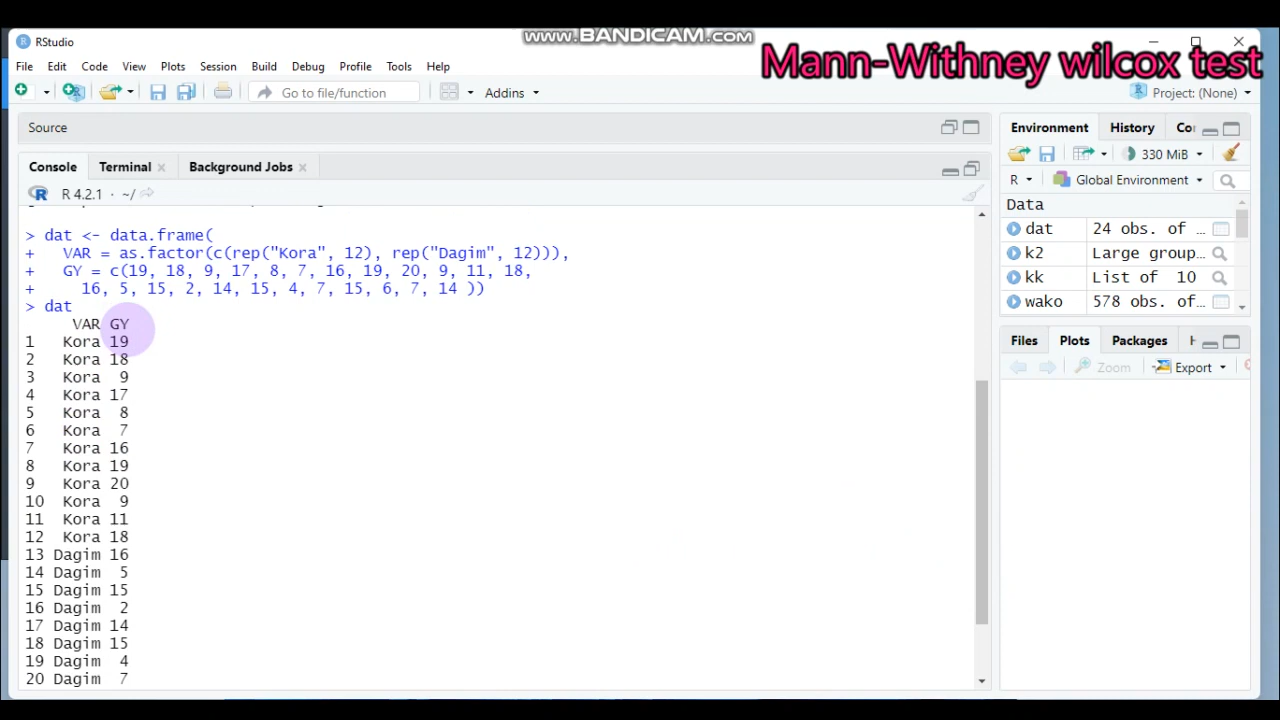 www.BANDICAM.com
RStudio
Mann-Withney wilcox test
File Edit Code View Plots Session Build Debug Profile Tools Help
Go to file/function Addins Project: (None)
Source
Console Terminal Background Jobs
R 4.2.1 · ~/
> dat <- data.frame(
+ VAR = as.factor(c(rep("Kora", 12), rep("Dagim", 12))),
+ GY = c(19, 18, 9, 17, 8, 7, 16, 19, 20, 9, 11, 18,
+ 16, 5, 15, 2, 14, 15, 4, 7, 15, 6, 7, 14 ))
> dat
VAR GY
1 Kora 19
2 Kora 18
3 Kora 9
4 Kora 17
5 Kora 8
6 Kora 7
7 Kora 16
8 Kora 19
9 Kora 20
10 Kora 9
11 Kora 11
12 Kora 18
13 Dagim 16
14 Dagim 5
15 Dagim 15
16 Dagim 2
17 Dagim 14
18 Dagim 15
19 Dagim 4
20 Dagim 7
Environment History Co
330 MiB
R Global Environment
Data
dat 24 obs. of ...
k2 Large group...
kk List of 10
wako 578 obs. of...
Files Plots Packages
Zoom Export